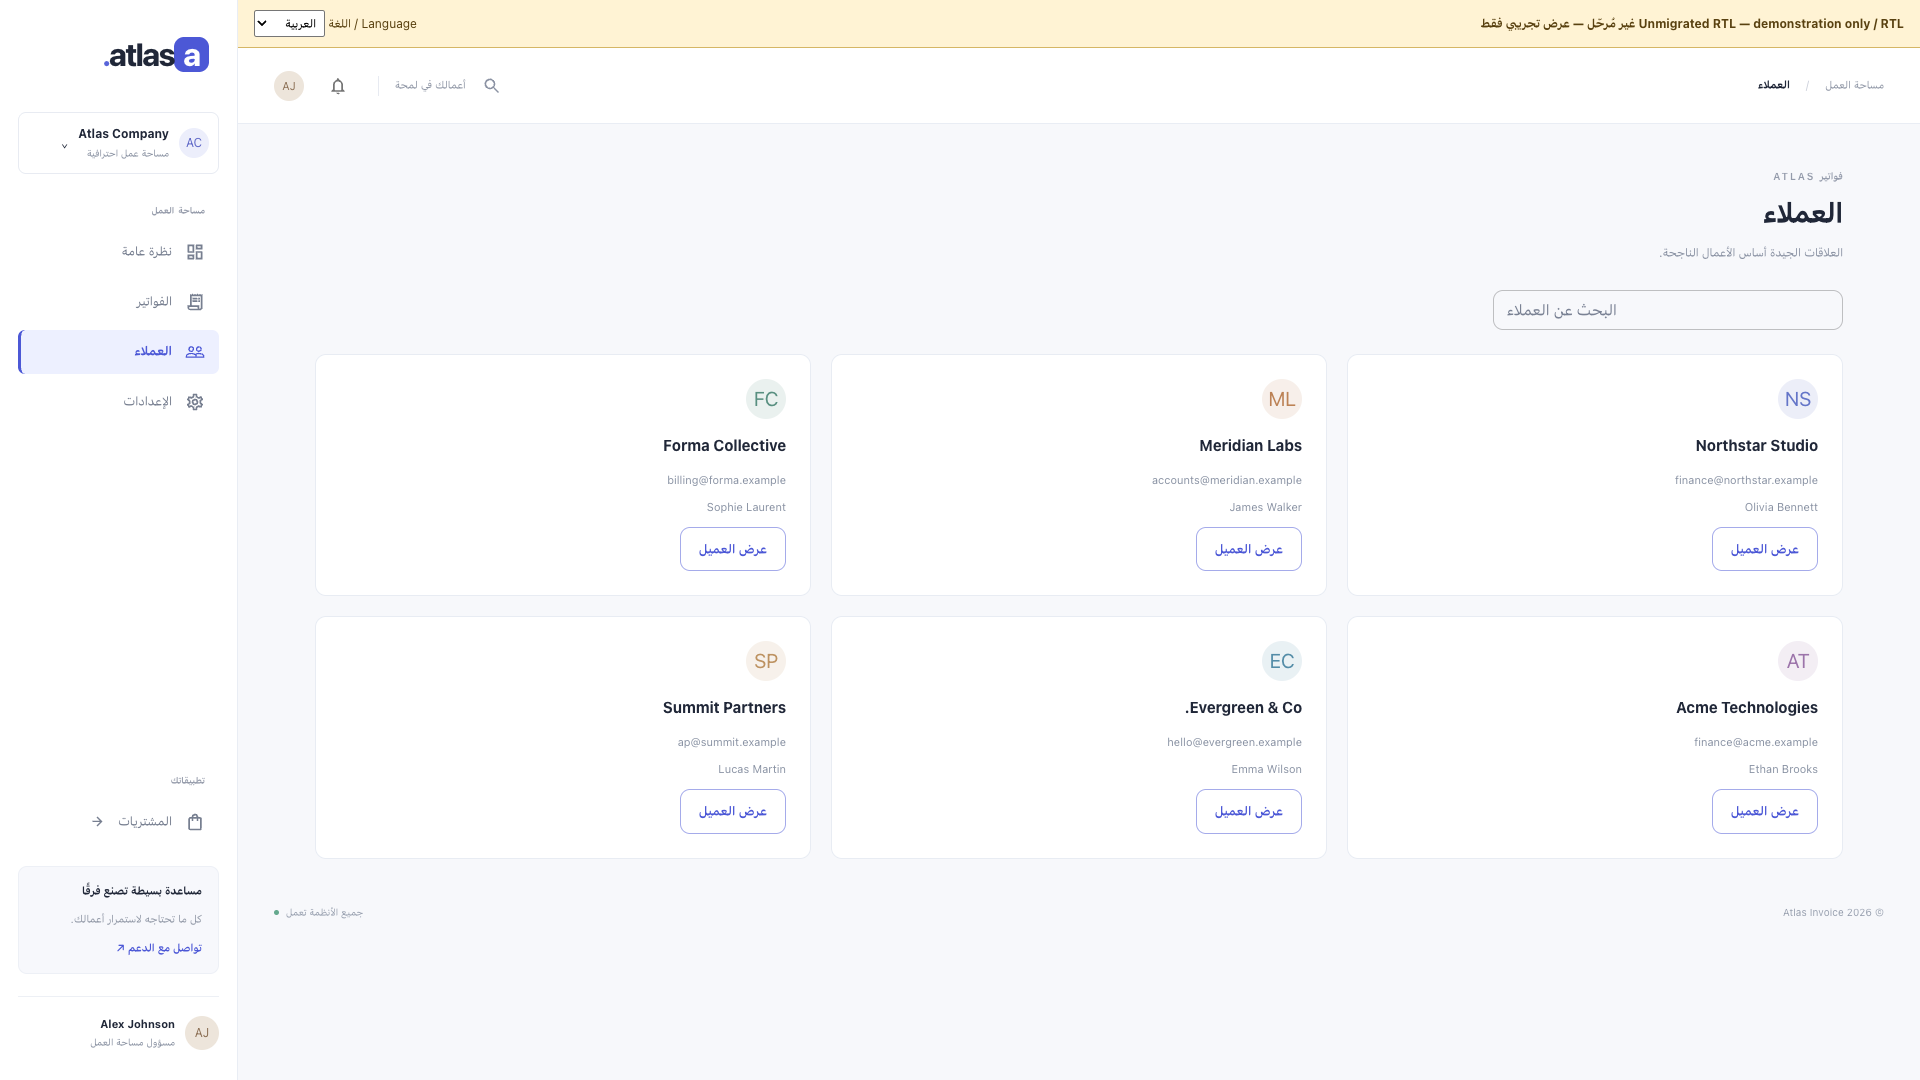 Unmigrated RTL — demonstration only / RTL غير مُرحّل — عرض تجريبي فقط
Language / اللغة
العربية
a atlas.
AC
Atlas Company
مساحة عمل احترافية
مساحة العمل
نظرة عامة
الفواتير
العملاء
الإعدادات
تطبيقاتك
المشتريات
مساعدة بسيطة تصنع فرقًا
كل ما تحتاجه لاستمرار أعمالك.
تواصل مع الدعم ↗
AJ
Alex Johnson
مسؤول مساحة العمل
مساحة العمل / العملاء
أعمالك في لمحة
AJ
فواتير ATLAS
العملاء
العلاقات الجيدة أساس الأعمال الناجحة.
البحث عن العملاء
NS
Northstar Studio
finance@northstar.example
Olivia Bennett
عرض العميل
ML
Meridian Labs
accounts@meridian.example
James Walker
عرض العميل
FC
Forma Collective
billing@forma.example
Sophie Laurent
عرض العميل
AT
Acme Technologies
finance@acme.example
Ethan Brooks
عرض العميل
EC
Evergreen & Co.
hello@evergreen.example
Emma Wilson
عرض العميل
SP
Summit Partners
ap@summit.example
Lucas Martin
عرض العميل
© 2026 Atlas Invoice
جميع الأنظمة تعمل